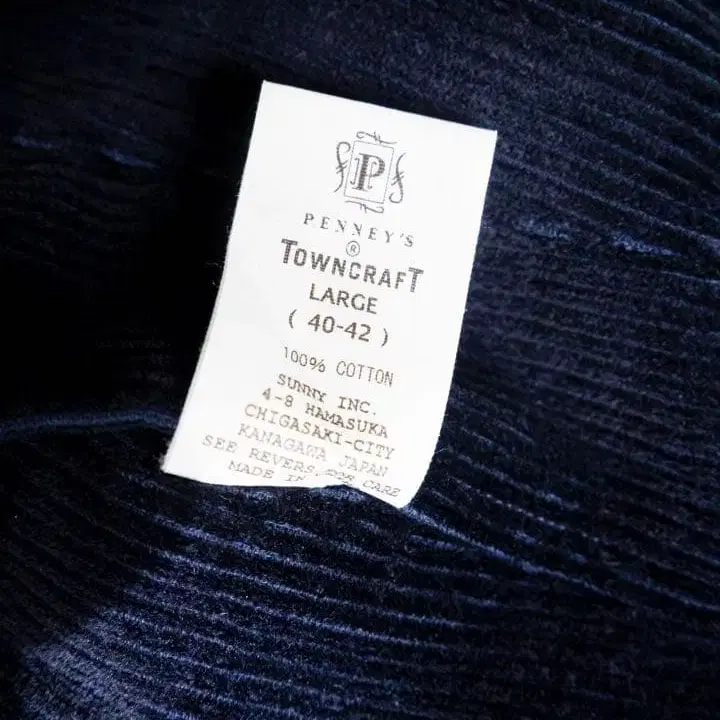 P
PENNEY'S
®
TOWNCRAFT
LARGE
( 40-42 )
100% COTTON
SUNNY INC.
4-8 HAMASUKA
CHIGASAKI-CITY
KANAGAWA JAPAN
SEE REVERS FOR CARE
MADE IN